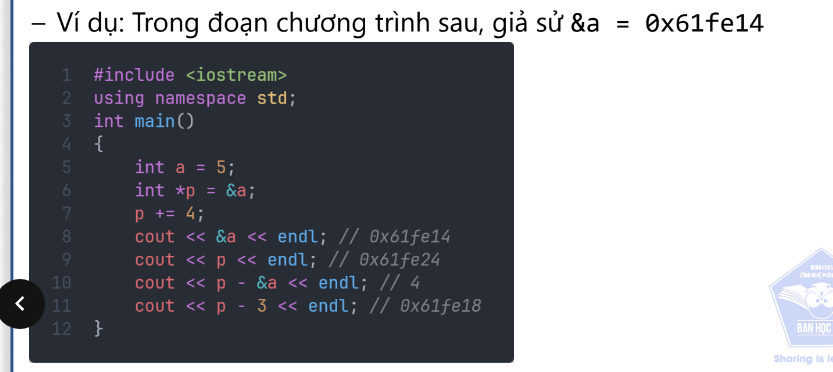 – Ví dụ: Trong đoạn chương trình sau, giả sử &a = 0x61fe14
1 #include <iostream>
2 using namespace std;
3 int main()
4 {
5     int a = 5;
6     int *p = &a;
7     p += 4;
8     cout << &a << endl; // 0x61fe14
9     cout << p << endl; // 0x61fe24
10     cout << p - &a << endl; // 4
11     cout << p - 3 << endl; // 0x61fe18
12 }
BAN HỌC
Sharing is le